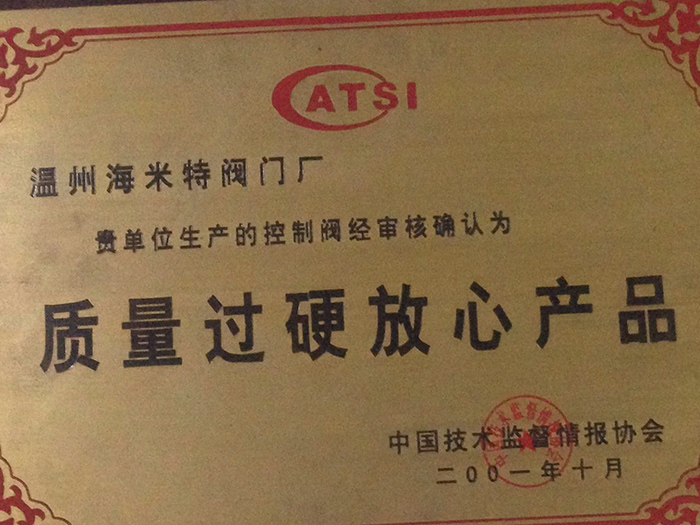 CATSI
温州海米特阀门厂
贵单位生产的控制阀经审核确认为
质量过硬放心产品
中国技术监督情报协会
二00一年十月